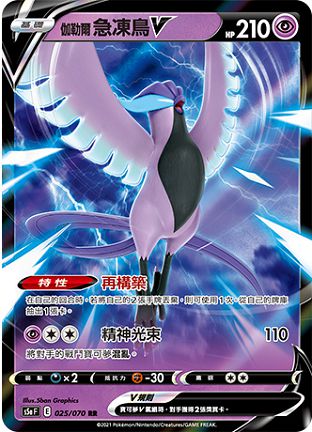 基礎 伽勒爾 急凍鳥V HP 210
特性 再構築
在自己的回合時,若將自己的2張手牌丟棄,則可使用1次。從自己的牌庫
抽出1張卡。
精神光束 110
將對手的戰鬥寶可夢混亂。
弱點 ×2 抵抗力 -30 撤退
V規則
寶可夢V【昏厥】時,對手獲得2張獎賞卡。
Illus.5ban Graphics
s5a F E 025/070 RR
©2021 Pokémon/Nintendo/Creatures/GAME FREAK.